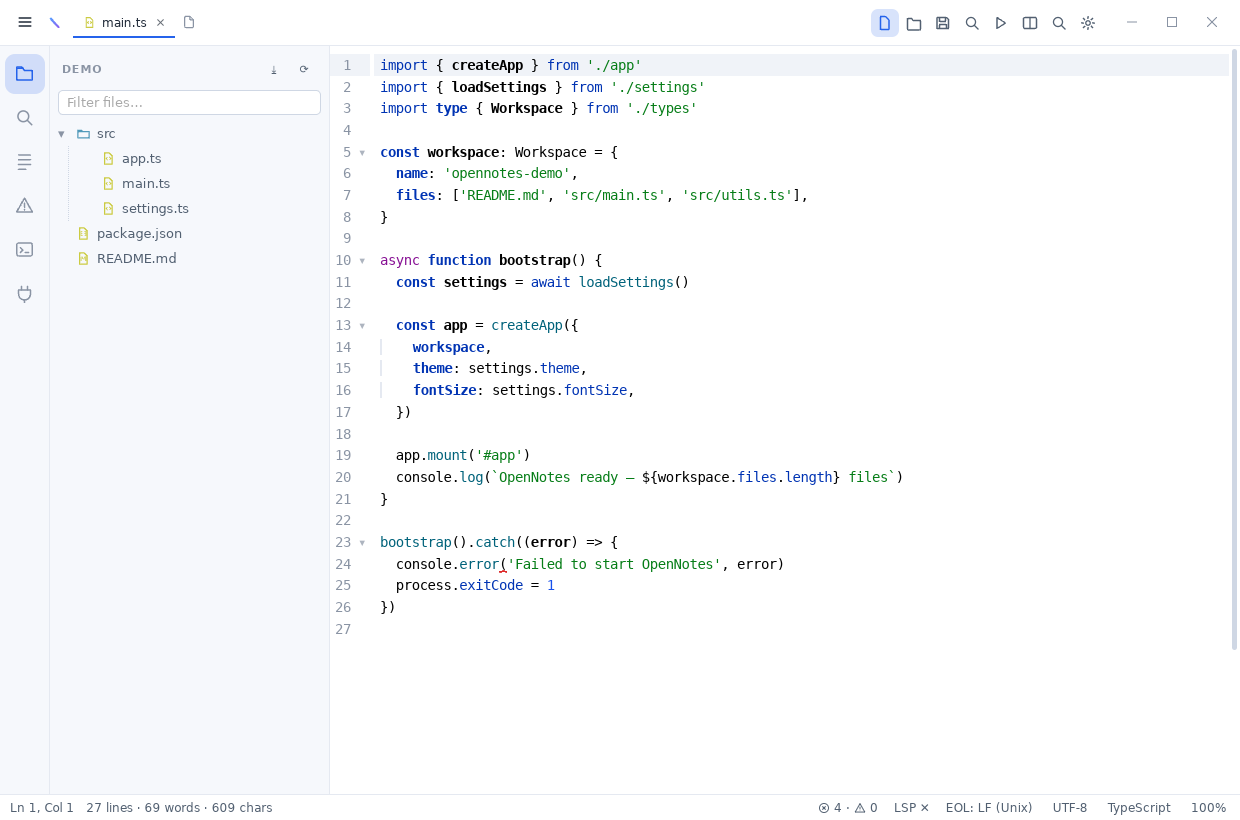 main.ts ×
DEMO
Filter files...
src
app.ts
main.ts
settings.ts
package.json
README.md
1 import { createApp } from './app'
2 import { loadSettings } from './settings'
3 import type { Workspace } from './types'
4
5 const workspace: Workspace = {
6 name: 'opennotes-demo',
7 files: ['README.md', 'src/main.ts', 'src/utils.ts'],
8 }
9
10 async function bootstrap() {
11 const settings = await loadSettings()
12
13 const app = createApp({
14 workspace,
15 theme: settings.theme,
16 fontSize: settings.fontSize,
17 })
18
19 app.mount('#app')
20 console.log(`OpenNotes ready — ${workspace.files.length} files`)
21 }
22
23 bootstrap().catch((error) => {
24 console.error('Failed to start OpenNotes', error)
25 process.exitCode = 1
26 })
27
Ln 1, Col 1 27 lines · 69 words · 609 chars 4 · 0 LSP × EOL: LF (Unix) UTF-8 TypeScript 100%